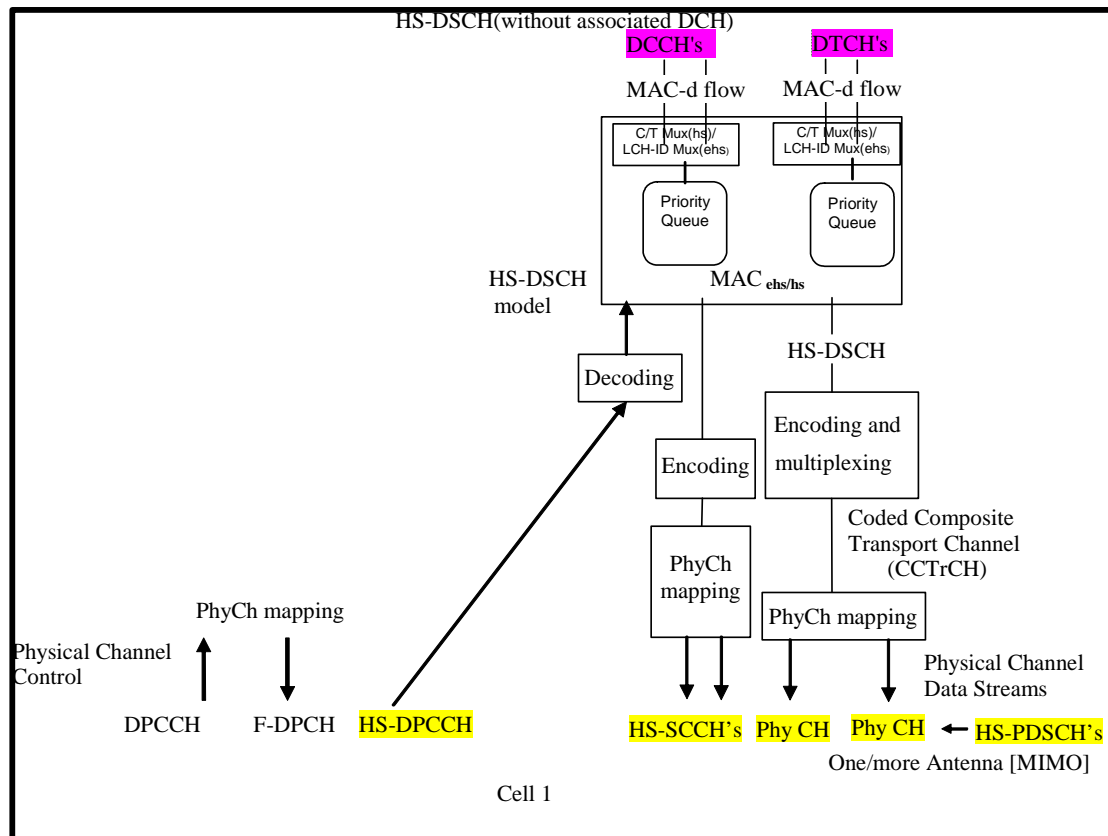 HS-DSCH(without associated DCH)
DCCH's
DTCH's
MAC-d flow
MAC-d flow
C/T Mux(hs)/
LCH-ID Mux(ehs)
C/T Mux(hs)/
LCH-ID Mux(ehs)
Priority
Queue
Priority
Queue
HS-DSCH
model
MAC ehs/hs
HS-DSCH
Decoding
Encoding and
multiplexing
Encoding
Coded Composite
Transport Channel
(CCTrCH)
PhyCh
mapping
PhyCh mapping
PhyCh mapping
Physical Channel
Control
Physical Channel
Data Streams
DPCCH
F-DPCH
HS-DPCCH
HS-SCCH’s
Phy CH
Phy CH
HS-PDSCH’s
One/more Antenna [MIMO]
Cell 1